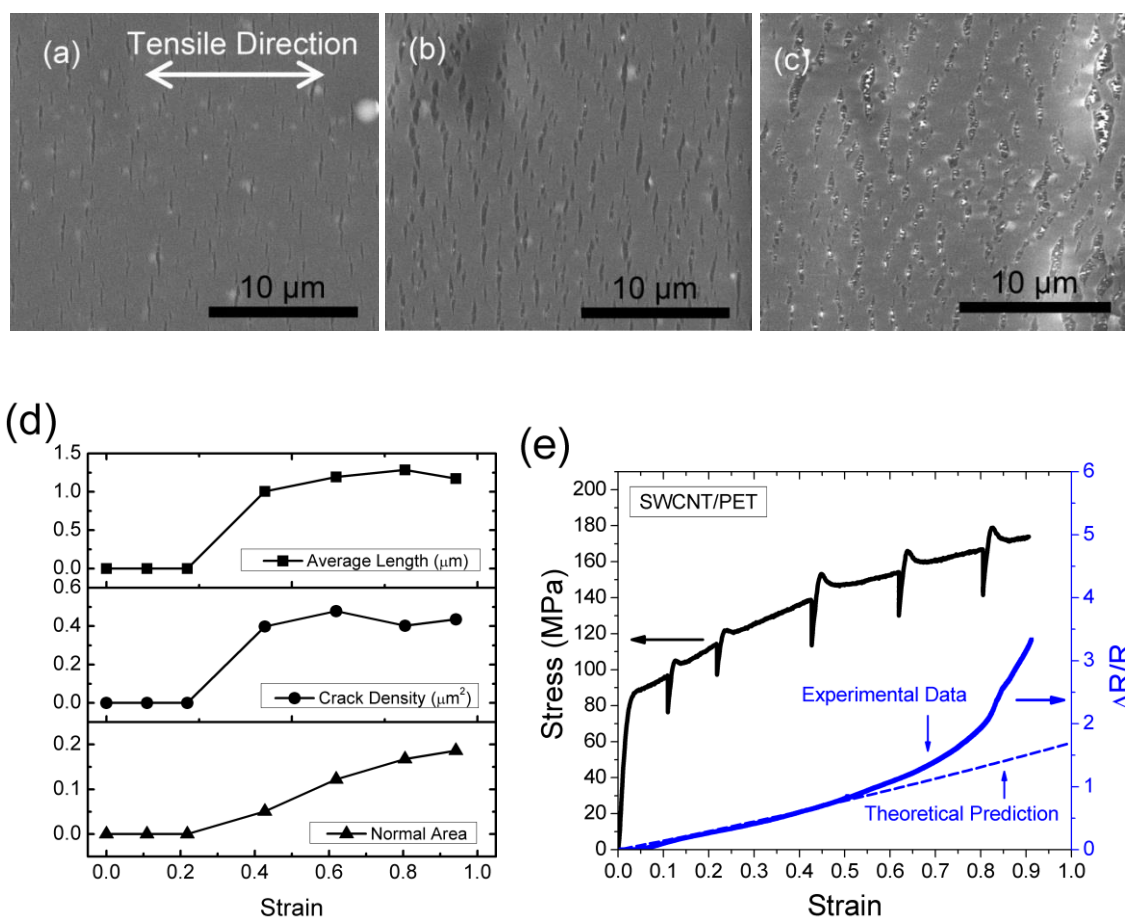 (a)
Tensile Direction
10 µm
(b)
10 µm
(c)
10 µm
(d)
1.5
1.0
0.5
0.0
Average Length (µm)
0.6
0.4
0.2
0.0
Crack Density (µm²)
0.2
0.1
0.0
Normal Area
0.0 0.2 0.4 0.6 0.8 1.0
Strain
(e)
SWCNT/PET
Stress (MPa)
200
180
160
140
120
100
80
60
40
20
0
Experimental Data
Theoretical Prediction
6
5
4
3
2
1
0
ΔR/R
0.0 0.1 0.2 0.3 0.4 0.5 0.6 0.7 0.8 0.9 1.0
Strain